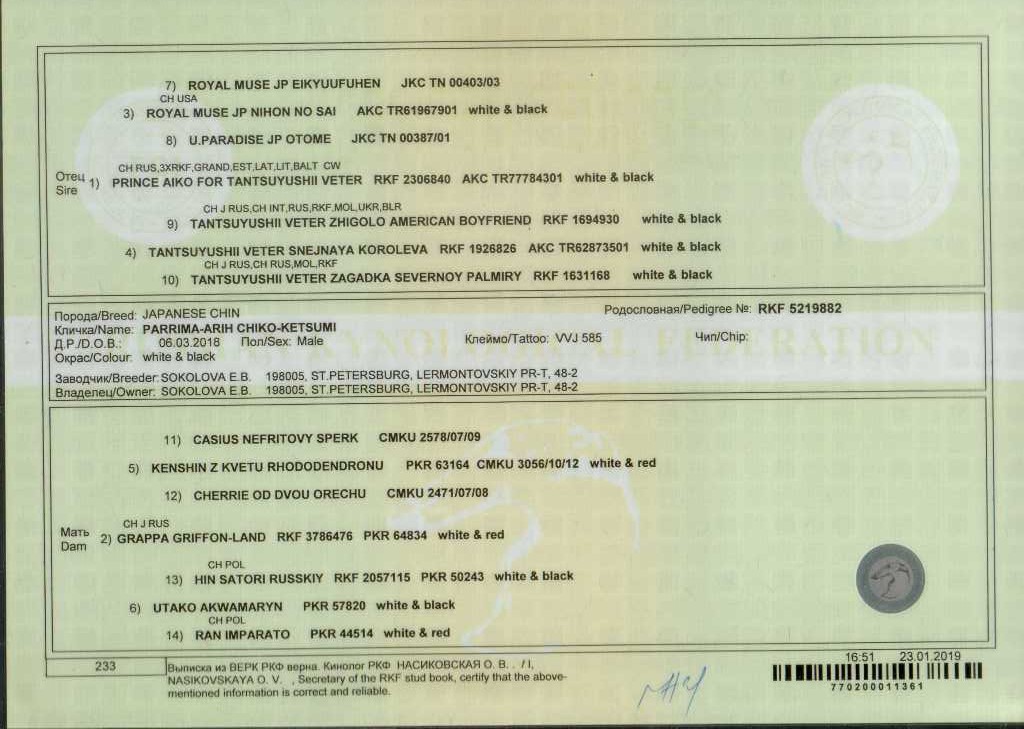 7) ROYAL MUSE JP EIKYUUFUHEN JKC TN 00403/03
CH USA
3) ROYAL MUSE JP NIHON NO SAI AKC TR61967901 white & black
8) U.PARADISE JP OTOME JKC TN 00387/01
CH RUS,3XRKF,GRAND,EST,LAT,LIT,BALT CW
Отец
Sire
1) PRINCE AIKO FOR TANTSUYUSHII VETER RKF 2306840 AKC TR77784301 white & black
CH J RUS,CH INT,RUS,RKF,MOL,UKR,BLR
9) TANTSUYUSHII VETER ZHIGOLO AMERICAN BOYFRIEND RKF 1694930 white & black
4) TANTSUYUSHII VETER SNEJNAYA KOROLEVA RKF 1926826 AKC TR62873501 white & black
CH J RUS,CH RUS,MOL,RKF
10) TANTSUYUSHII VETER ZAGADKA SEVERNOY PALMIRY RKF 1631168 white & black
Порода/Breed: JAPANESE CHIN Родословная/Pedigree №: RKF 5219882
Кличка/Name: PARRIMA-ARIH CHIKO-KETSUMI
Д.Р./D.O.B.: 06.03.2018 Пол/Sex: Male Клеймо/Tattoo: VVJ 585 Чип/Chip:
Окрас/Colour: white & black
Заводчик/Breeder: SOKOLOVA E.B. 198005, ST.PETERSBURG, LERMONTOVSKIY PR-T, 48-2
Владелец/Owner: SOKOLOVA E.B. 198005, ST.PETERSBURG, LERMONTOVSKIY PR-T, 48-2
11) CASIUS NEFRITOVY SPERK CMKU 2578/07/09
5) KENSHIN Z KVETU RHODODENDRONU PKR 63164 CMKU 3056/10/12 white & red
12) CHERRIE OD DVOU ORECHU CMKU 2471/07/08
CH J RUS
Мать
Dam
2) GRAPPA GRIFFON-LAND RKF 3786476 PKR 64834 white & red
CH POL
13) HIN SATORI RUSSKIY RKF 2057115 PKR 50243 white & black
6) UTAKO AKWAMARYN PKR 57820 white & black
CH POL
14) RAN IMPARATO PKR 44514 white & red
233
Выписка из ВЕРК РКФ верна. Кинолог РКФ НАСИКОВСКАЯ О. В. . / I,
NASIKOVSKAYA O. V. , Secretary of the RKF stud book, certify that the above-
mentioned information is correct and reliable.
16:51 23.01.2019
770200011361